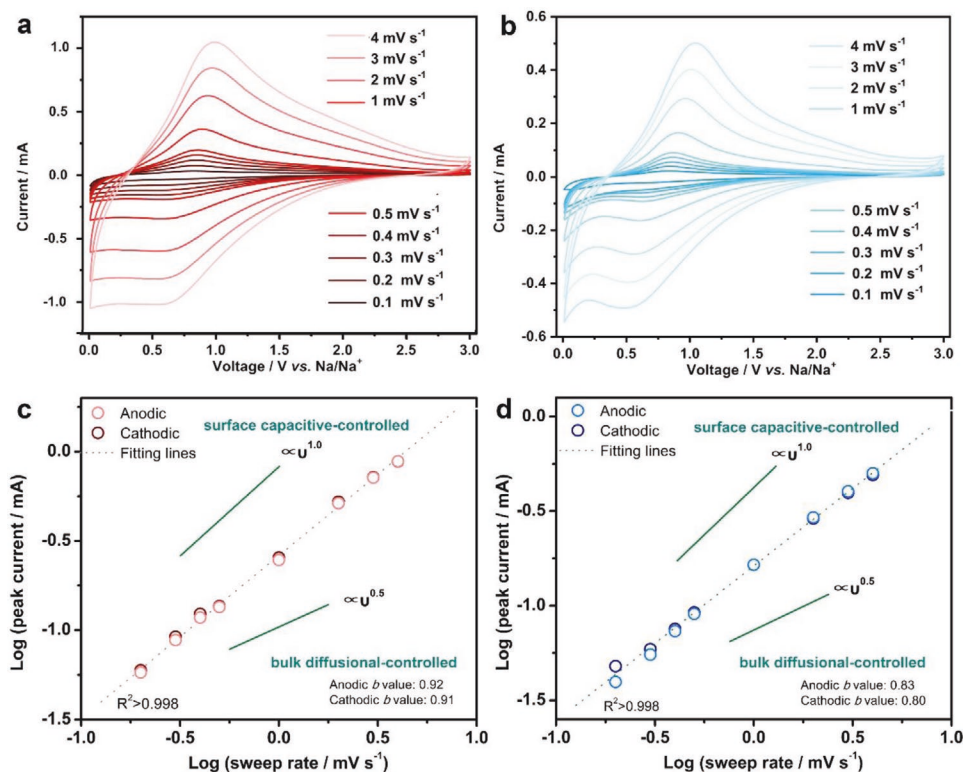 a
1.0
0.5
0.0
-0.5
-1.0
Current / mA
4 mV s⁻¹
3 mV s⁻¹
2 mV s⁻¹
1 mV s⁻¹
0.5 mV s⁻¹
0.4 mV s⁻¹
0.3 mV s⁻¹
0.2 mV s⁻¹
0.1 mV s⁻¹
0.0 0.5 1.0 1.5 2.0 2.5 3.0
Voltage / V vs. Na/Na⁺
b
0.6
0.4
0.2
0.0
-0.2
-0.4
-0.6
Current / mA
4 mV s⁻¹
3 mV s⁻¹
2 mV s⁻¹
1 mV s⁻¹
0.5 mV s⁻¹
0.4 mV s⁻¹
0.3 mV s⁻¹
0.2 mV s⁻¹
0.1 mV s⁻¹
0.0 0.5 1.0 1.5 2.0 2.5 3.0
Voltage / V vs. Na/Na⁺
c
0.5
0.0
-0.5
-1.0
-1.5
Log (peak current / mA)
Anodic
Cathodic
Fitting lines
surface capacitive-controlled
∝υ¹·⁰
∝υ⁰·⁵
bulk diffusional-controlled
Anodic b value: 0.92
Cathodic b value: 0.91
R²>0.998
-1.0 -0.5 0.0 0.5 1.0
Log (sweep rate / mV s⁻¹)
d
0.0
-0.5
-1.0
-1.5
Log (peak current / mA)
Anodic
Cathodic
Fitting lines
surface capacitive-controlled
∝υ¹·⁰
∝υ⁰·⁵
bulk diffusional-controlled
Anodic b value: 0.83
Cathodic b value: 0.80
R²>0.998
-1.0 -0.5 0.0 0.5 1.0
Log (sweep rate / mV s⁻¹)